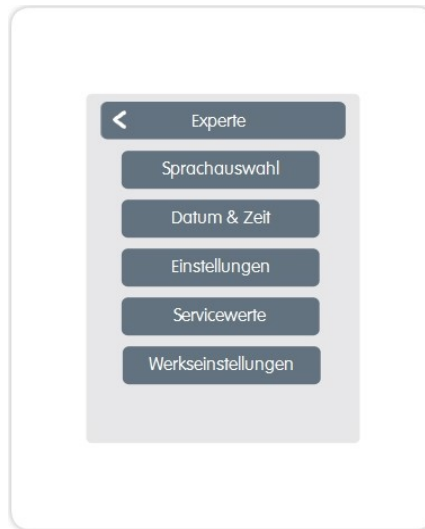 Experte
Sprachauswahl
Datum & Zeit
Einstellungen
Servicewerte
Werkseinstellungen